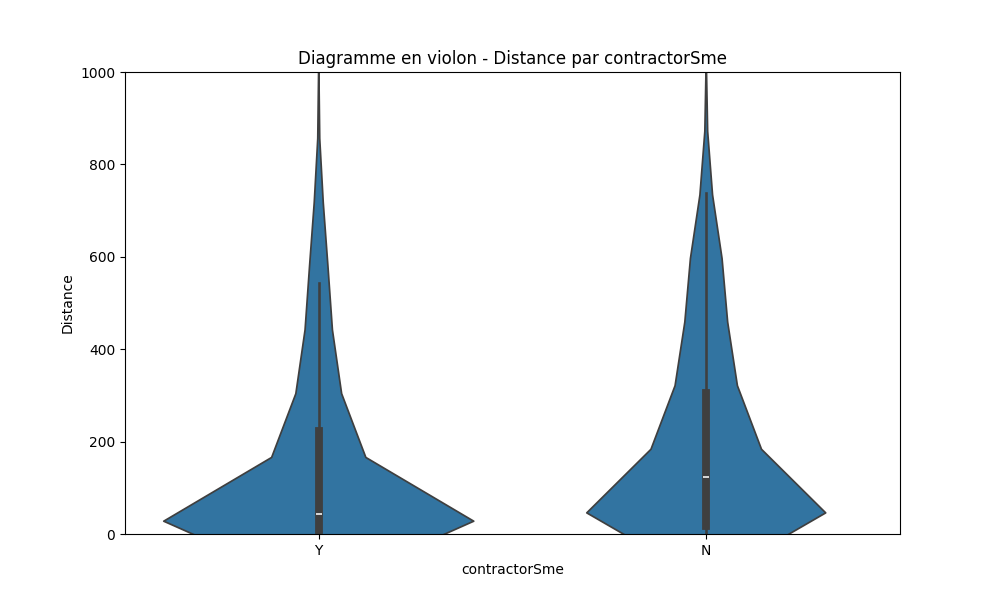 Diagramme en violon - Distance par contractorSme
1000
800
600
400
200
0
Distance
Y
N
contractorSme